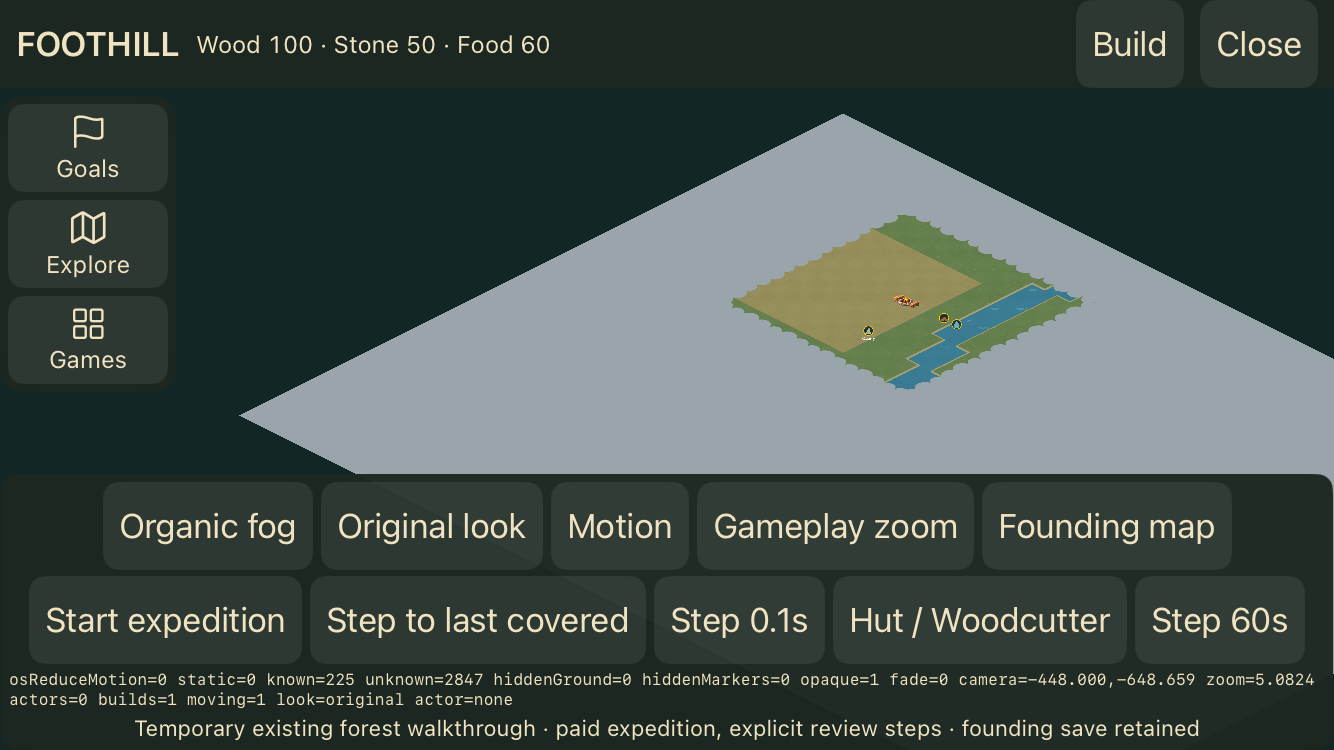 FOOTHILL Wood 100 · Stone 50 · Food 60 Build Close
Goals
Explore
Games
Organic fog Original look Motion Gameplay zoom Founding map
Start expedition Step to last covered Step 0.1s Hut / Woodcutter Step 60s
osReduceMotion=0 static=0 known=225 unknown=2847 hiddenGround=0 hiddenMarkers=0 opaque=1 fade=0 camera=−448.000,−648.659 zoom=5.0824
actors=0 builds=1 moving=1 look=original actor=none
Temporary existing forest walkthrough · paid expedition, explicit review steps · founding save retained